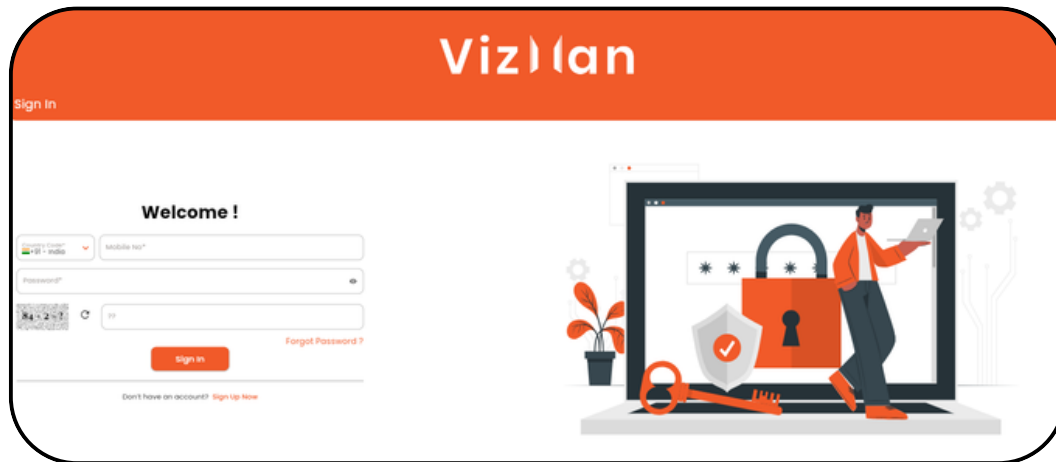 VizMan
Sign In
Welcome !
Country Code*
+91 - India
Mobile No*
Password*
??
Forgot Password ?
Sign In
Don't have an account? Sign Up Now
* * * *